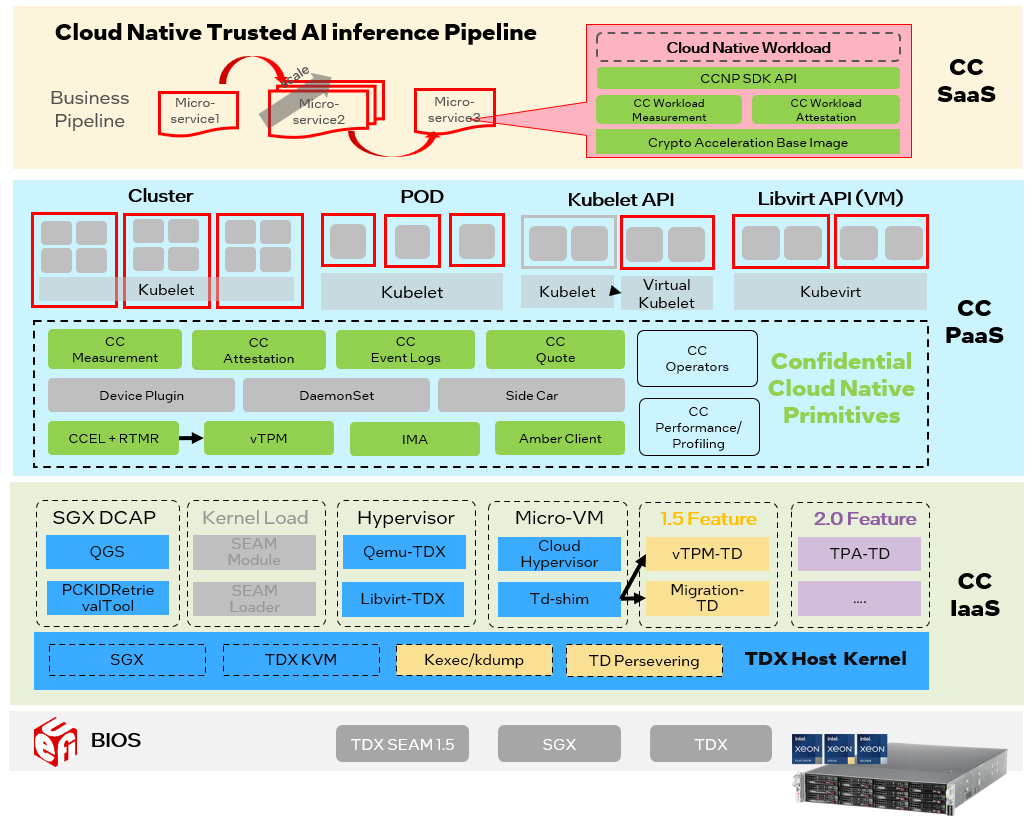 Cloud Native Trusted AI inference Pipeline
Business
Pipeline
Micro-
service1
scale
Micro-
service2
Micro-
service3
Cloud Native Workload
CCNP SDK API
CC Workload
Measurement
CC Workload
Attestation
Crypto Acceleration Base Image
CC
SaaS
Cluster
POD
Kubelet API
Libvirt API (VM)
Kubelet
Kubelet
Kubelet
Virtual
Kubelet
Kubevirt
CC
Measurement
CC
Attestation
CC
Event Logs
CC
Quote
CC
Operators
Device Plugin
DaemonSet
Side Car
CC
Performance/
Profiling
CCEL + RTMR
vTPM
IMA
Amber Client
Confidential
Cloud Native
Primitives
CC
PaaS
SGX DCAP
QGS
PCKIDRetrie
valTool
Kernel Load
SEAM
Module
SEAM
Loader
Hypervisor
Qemu-TDX
Libvirt-TDX
Micro-VM
Cloud
Hypervisor
Td-shim
1.5 Feature
vTPM-TD
Migration-
TD
2.0 Feature
TPA-TD
....
SGX
TDX KVM
Kexec/kdump
TD Persevering
TDX Host Kernel
CC
IaaS
UEFI
BIOS
TDX SEAM 1.5
SGX
TDX
intel.
XEON
PLATINUM
intel.
XEON
GOLD
intel.
XEON
SILVER